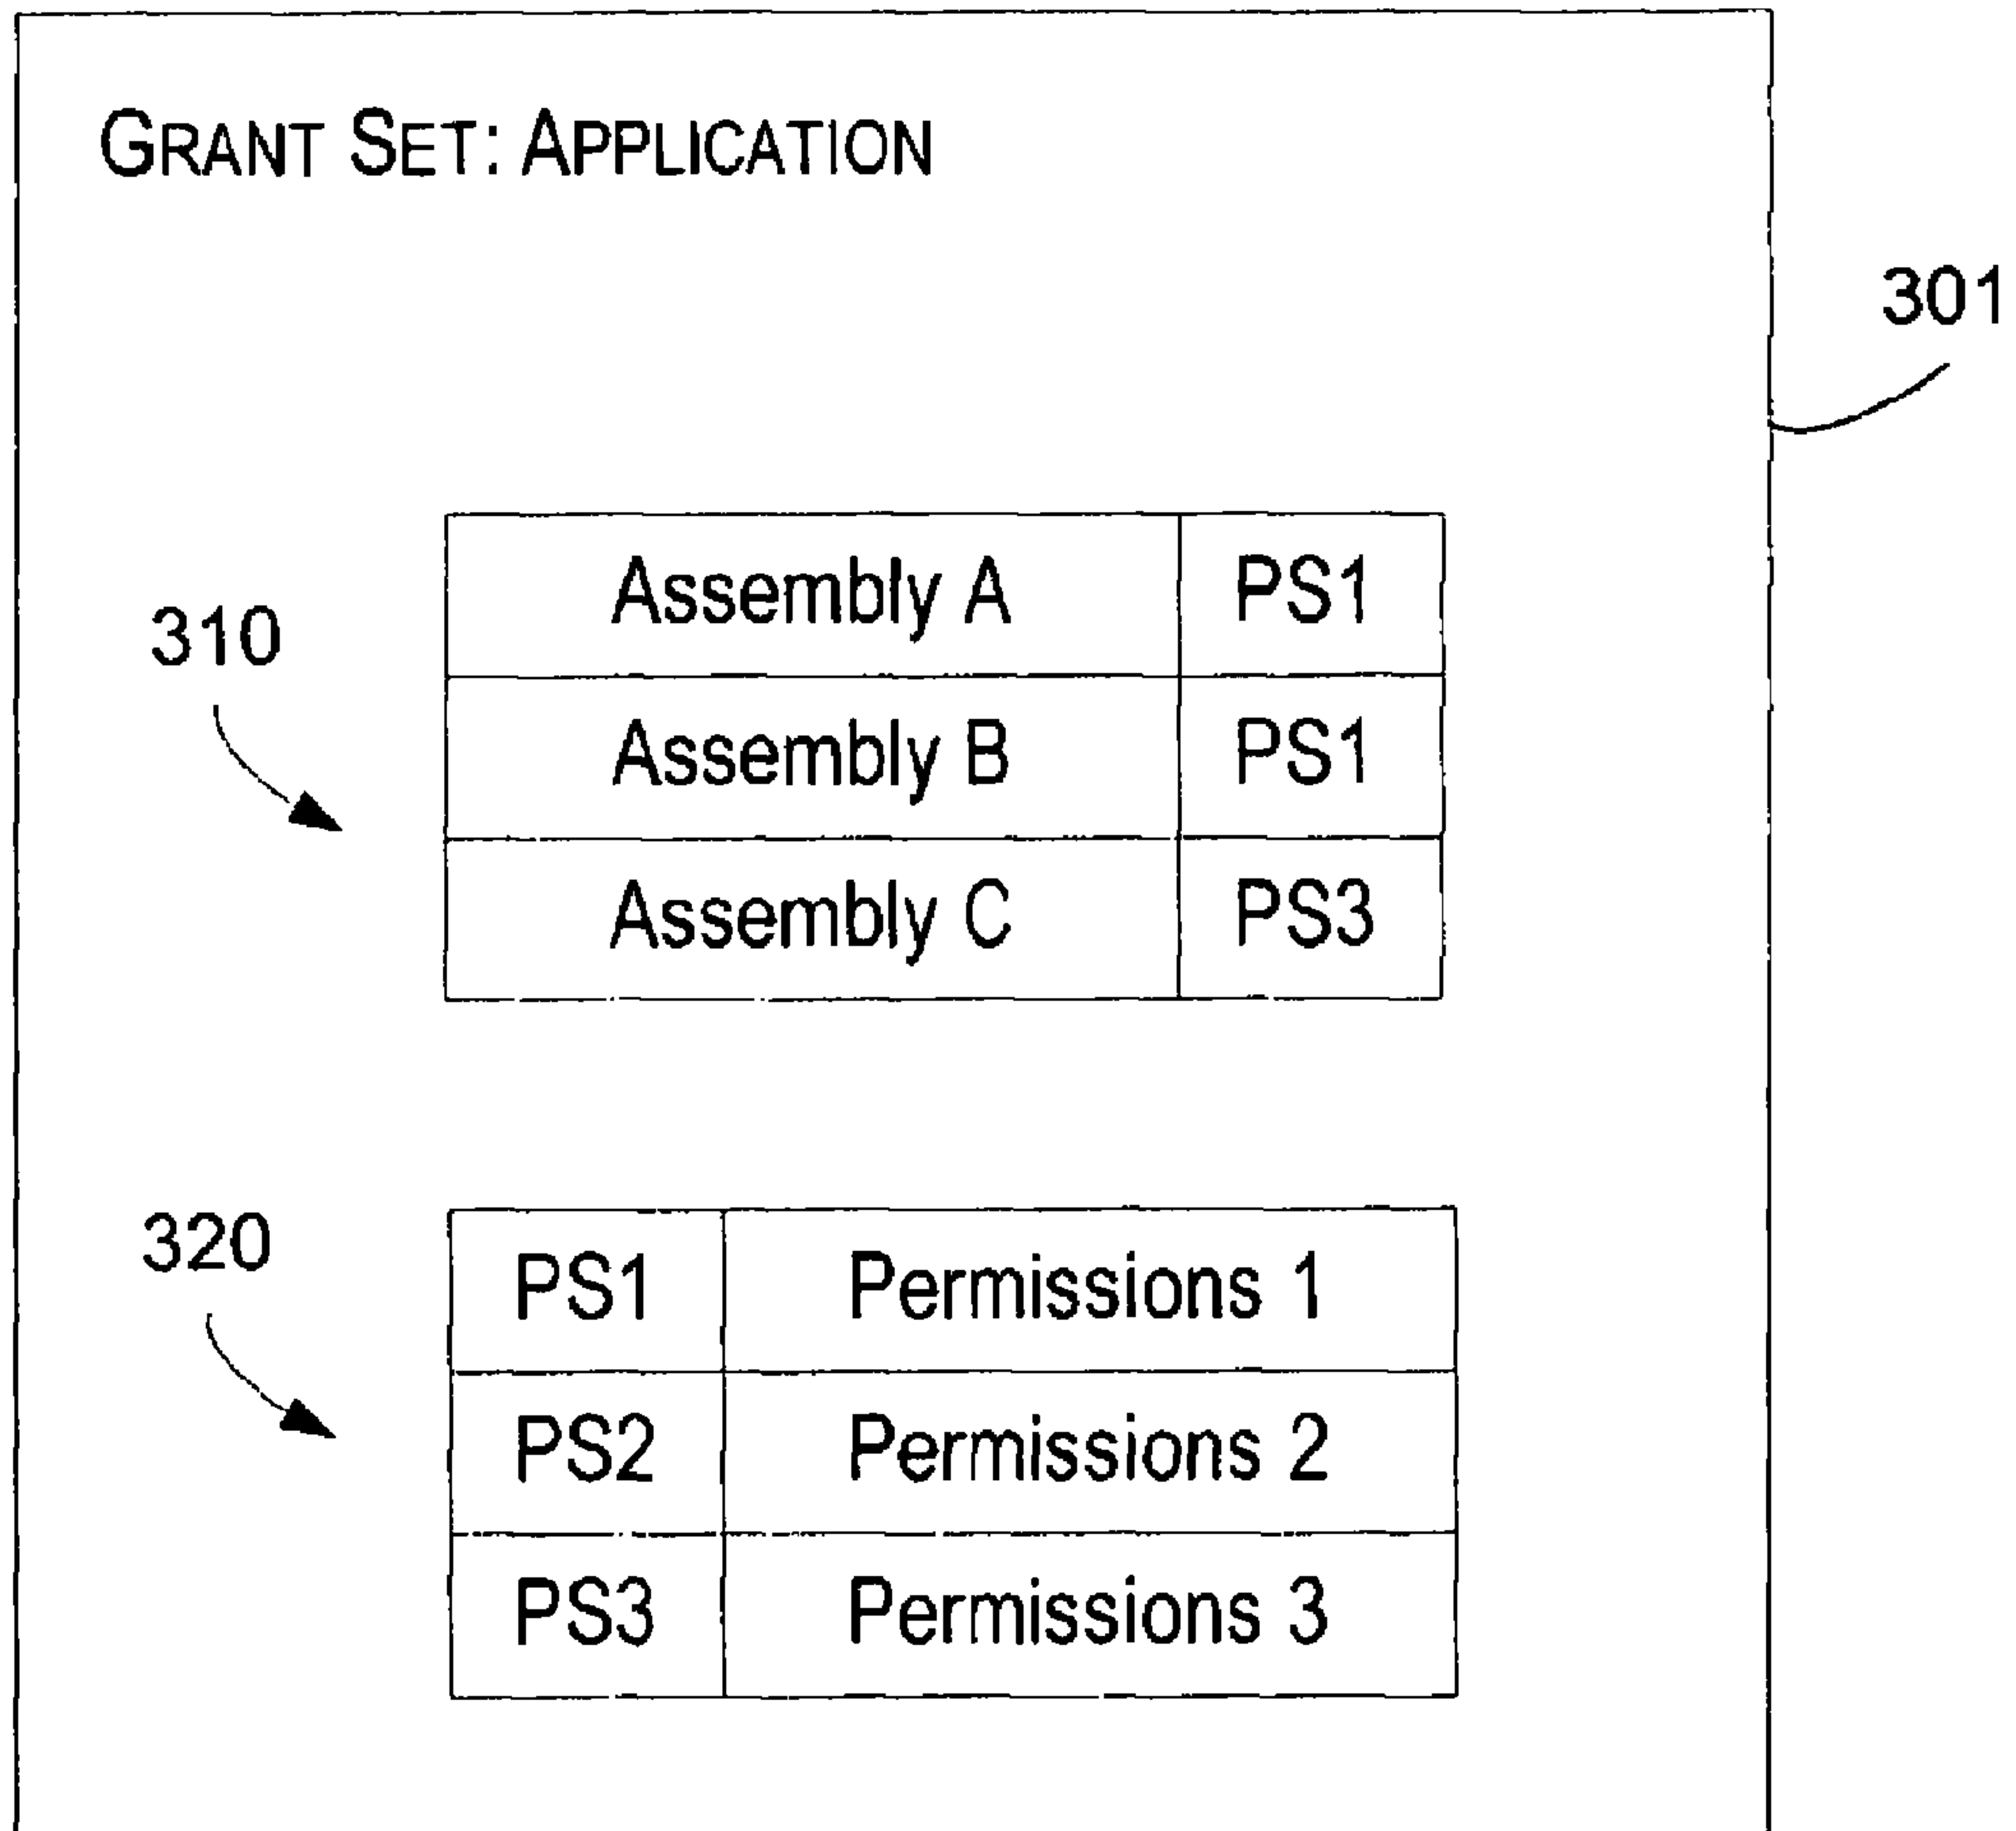 GRANT SET: APPLICATION
301
310
Assembly A PS1
Assembly B PS1
Assembly C PS3
320
PS1 Permissions 1
PS2 Permissions 2
PS3 Permissions 3